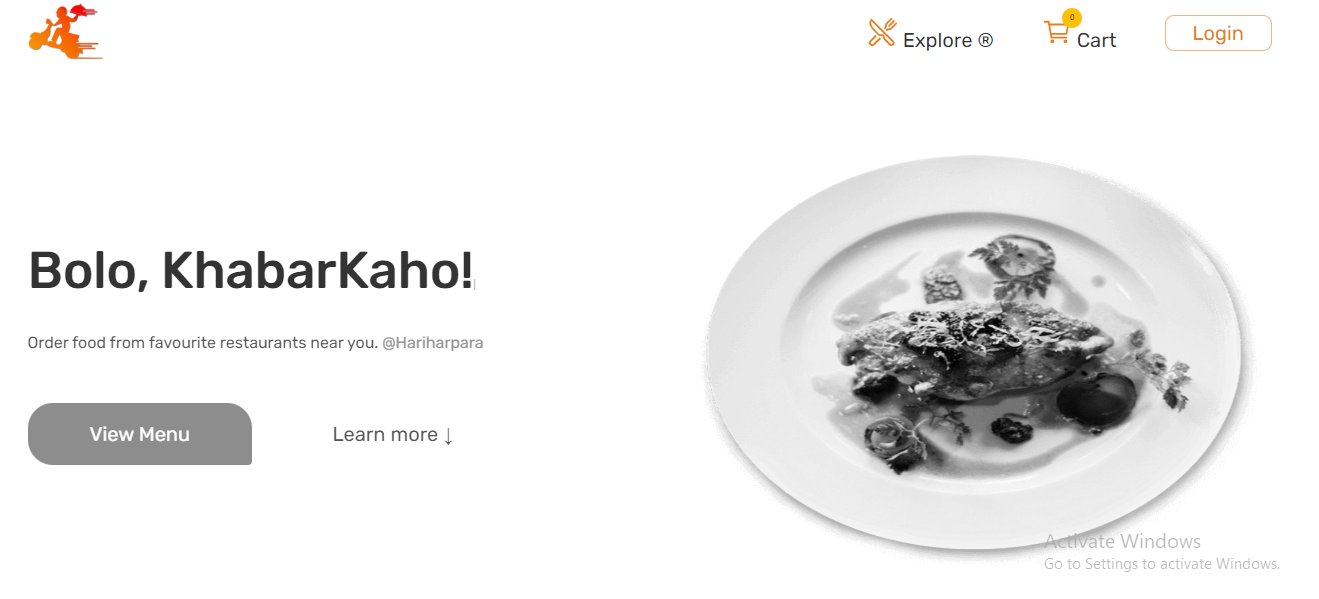 Explore ®
0
Cart
Login
Bolo, KhabarKaho!
Order food from favourite restaurants near you. @Hariharpara
View Menu
Learn more ↓
Activate Windows
Go to Settings to activate Windows.